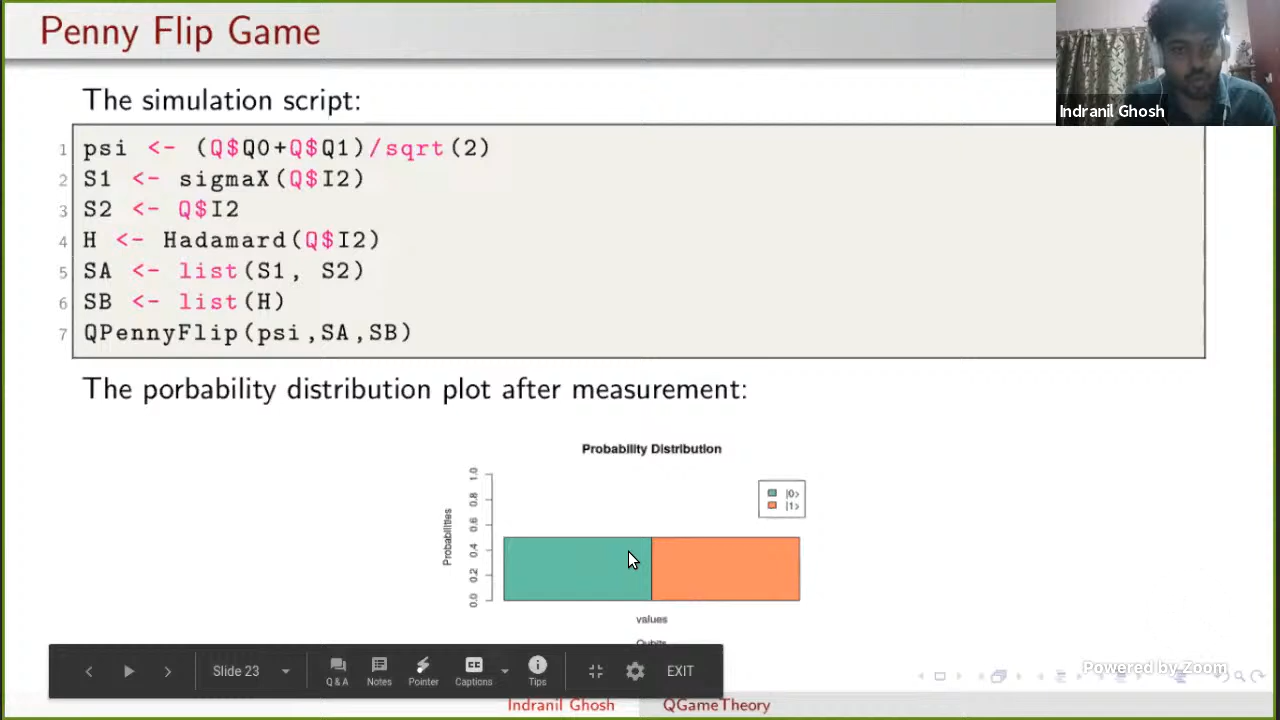 Penny Flip Game
Indranil Ghosh
The simulation script:
1 psi <- (Q$Q0+Q$Q1)/sqrt(2)
2 S1 <- sigmaX(Q$I2)
3 S2 <- Q$I2
4 H <- Hadamard(Q$I2)
5 SA <- list(S1, S2)
6 SB <- list(H)
7 QPennyFlip(psi,SA,SB)
The porbability distribution plot after measurement:
Probability Distribution
Probabilities
1.0
0.8
0.6
0.4
0.2
0.0
|0>
|1>
values
Qubits
Slide 23
Q & A
Notes
Pointer
CC
Captions
Tips
EXIT
Powered by Zoom
Indranil Ghosh QGameTheory